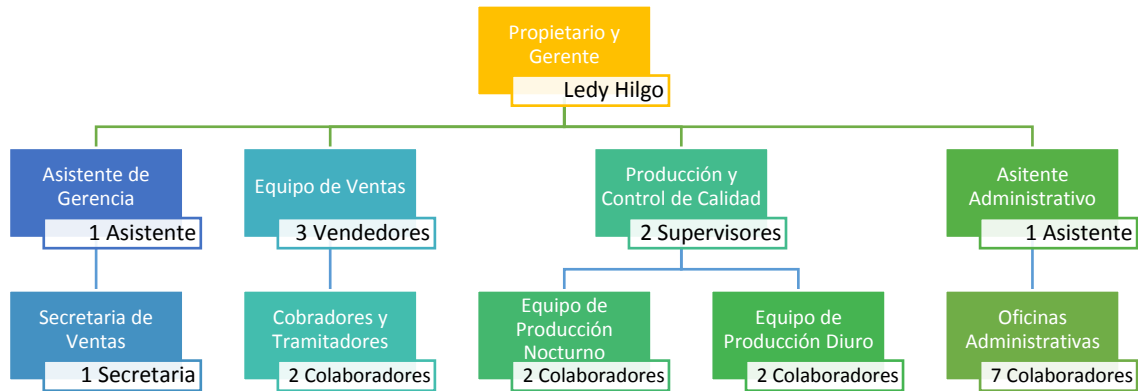 Propietario y
Gerente
Ledy Hilgo
Asistente de
Gerencia
1 Asistente
Equipo de Ventas
3 Vendedores
Producción y
Control de Calidad
2 Supervisores
Asitente
Administrativo
1 Asistente
Secretaria de
Ventas
1 Secretaria
Cobradores y
Tramitadores
2 Colaboradores
Equipo de
Producción
Nocturno
2 Colaboradores
Equipo de
Producción Diuro
2 Colaboradores
Oficinas
Administrativas
7 Colaboradores